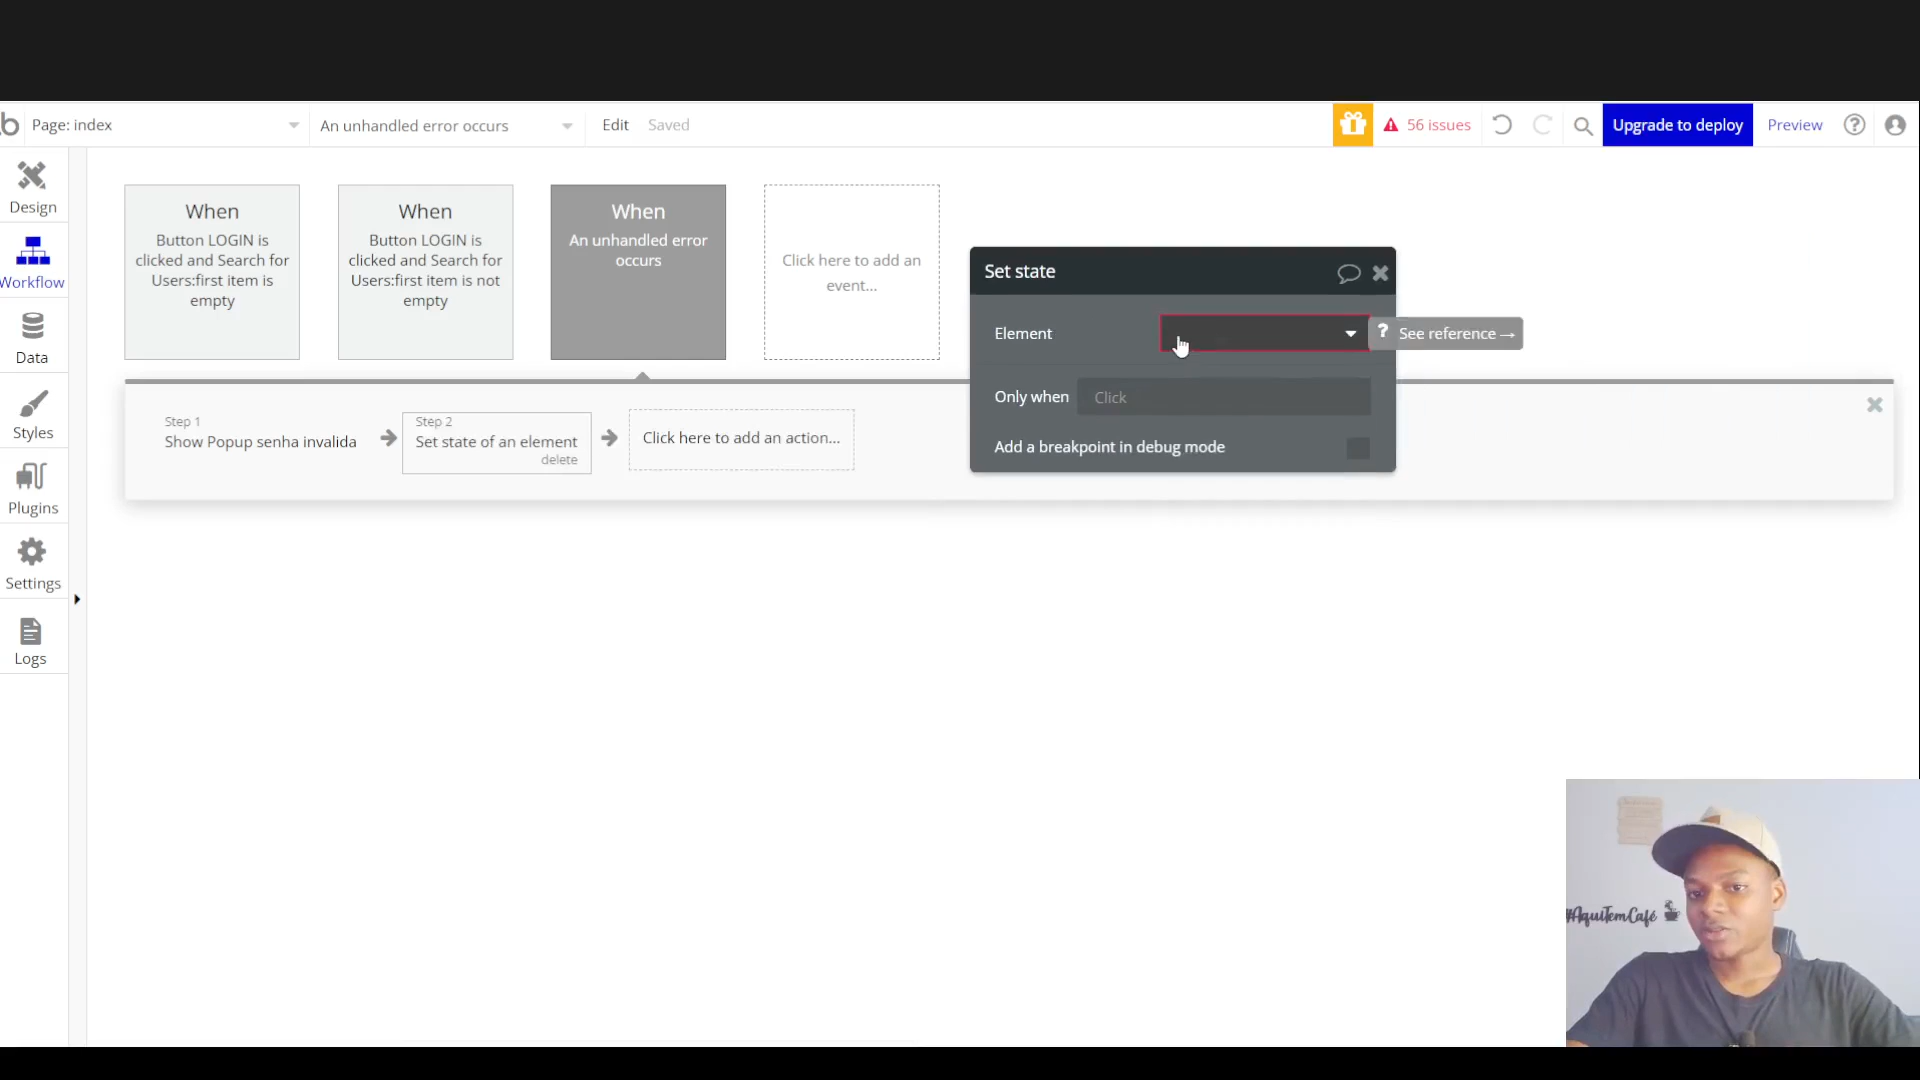 Page: index
An unhandled error occurs
Edit
Saved
56 issues
Upgrade to deploy
Preview
Design
Workflow
Data
Styles
Plugins
Settings
Logs
When
Button LOGIN is
clicked and Search for
Users:first item is
empty
When
Button LOGIN is
clicked and Search for
Users:first item is not
empty
When
An unhandled error
occurs
Click here to add an
event...
Set state
Element
? See reference →
Only when
Click
Add a breakpoint in debug mode
Step 1
Show Popup senha invalida
Step 2
Set state of an element
delete
Click here to add an action...
#AquiTemCafé